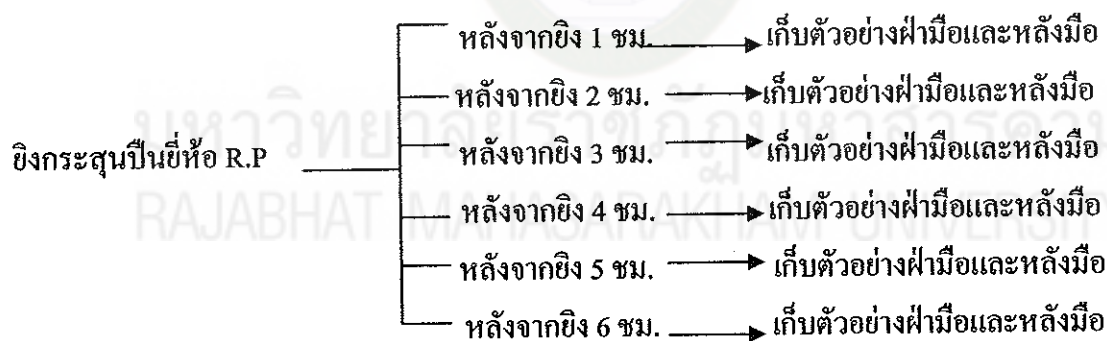 หลังจากยิง 1 ชม. เก็บตัวอย่างฝ่ามือและหลังมือ
หลังจากยิง 2 ชม. เก็บตัวอย่างฝ่ามือและหลังมือ
มหาวิทยาลัยราชภัฏมหาสารคาม
ยิงกระสุนปืนยี่ห้อ R.P หลังจากยิง 3 ชม. เก็บตัวอย่างฝ่ามือและหลังมือ
RAJABHAT MAHASARAKHAM UNIVERSIT
หลังจากยิง 4 ชม. เก็บตัวอย่างฝ่ามือและหลังมือ
หลังจากยิง 5 ชม. เก็บตัวอย่างฝ่ามือและหลังมือ
หลังจากยิง 6 ชม. เก็บตัวอย่างฝ่ามือและหลังมือ